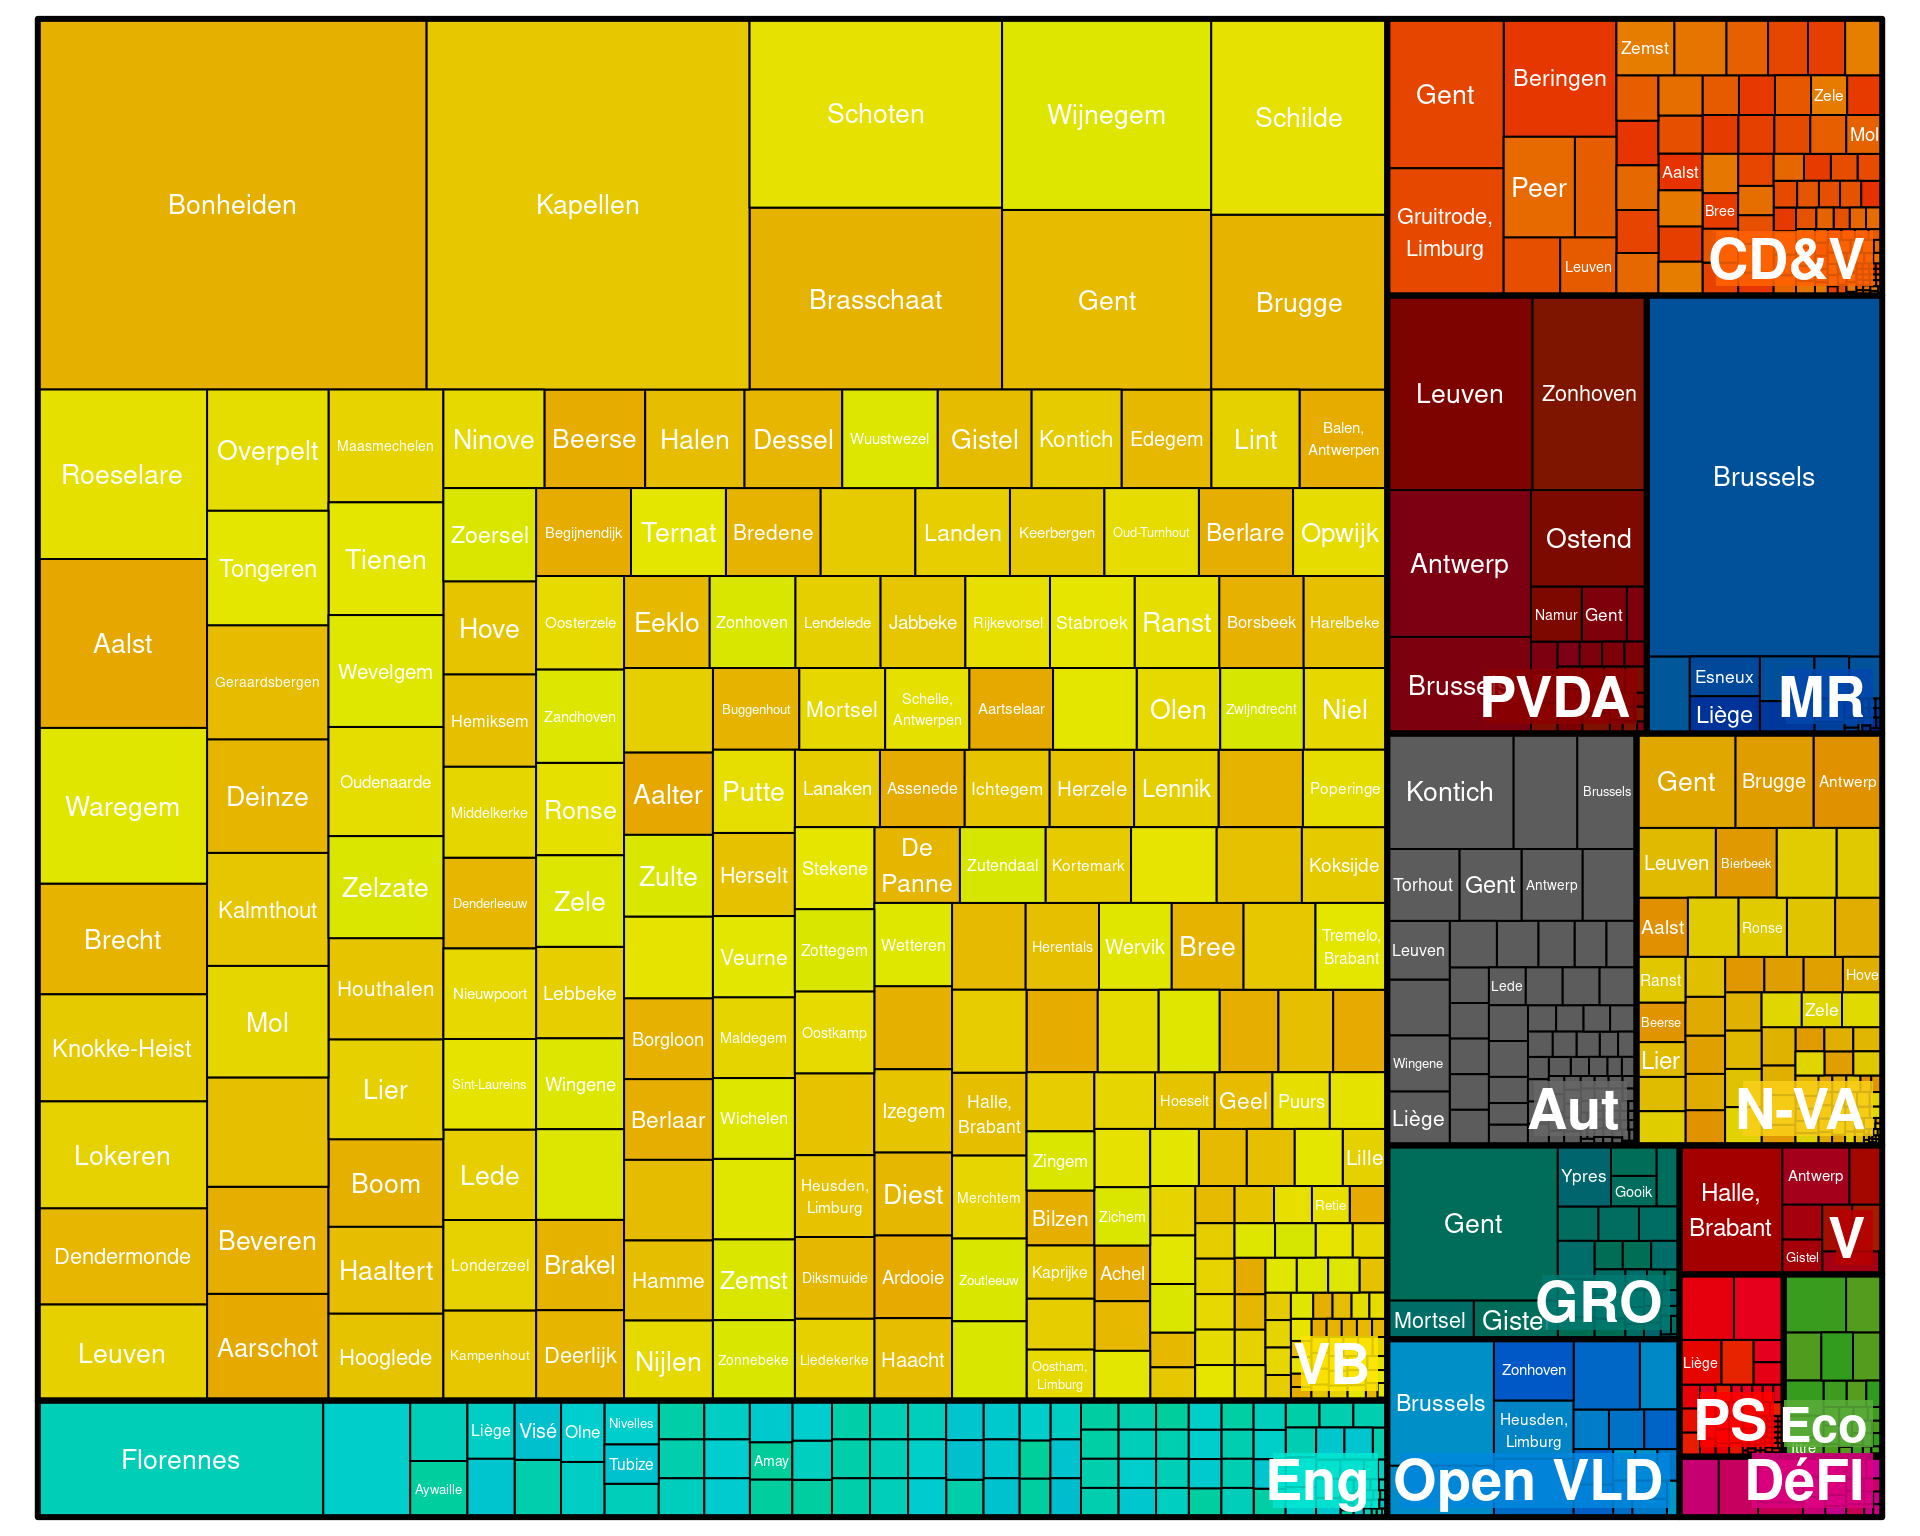 Bonheiden
Kapellen
Schoten
Wijnegem
Schilde
Brasschaat
Gent
Brugge
Roeselare
Overpelt
Maasmechelen
Ninove
Beerse
Halen
Dessel
Wuustwezel
Gistel
Kontich
Edegem
Lint
Balen,
Antwerpen
Zoersel
Begijnendijk
Ternat
Bredene
Landen
Keerbergen
Oud-Turnhout
Berlare
Opwijk
Tongeren
Tienen
Aalst
Hove
Oosterzele
Eeklo
Zonhoven
Lendelede
Jabbeke
Rijkevorsel
Stabroek
Ranst
Borsbeek
Harelbeke
Geraardsbergen
Wevelgem
Hemiksem
Zandhoven
Buggenhout
Mortsel
Schelle,
Antwerpen
Aartselaar
Olen
Zwijndrecht
Niel
Waregem
Deinze
Oudenaarde
Middelkerke
Ronse
Aalter
Putte
Lanaken
Assenede
Ichtegem
Herzele
Lennik
Poperinge
Zelzate
Denderleeuw
Zele
Zulte
Herselt
Stekene
De
Panne
Zutendaal
Kortemark
Koksijde
Brecht
Kalmthout
Houthalen
Nieuwpoort
Lebbeke
Veurne
Zottegem
Wetteren
Herentals
Wervik
Bree
Tremelo,
Brabant
Knokke-Heist
Mol
Lier
Sint-Laureins
Wingene
Borgloon
Maldegem
Oostkamp
Berlaar
Wichelen
Izegem
Halle,
Brabant
Hoeselt
Geel
Puurs
Lokeren
Boom
Lede
Heusden,
Limburg
Diest
Merchtem
Zingem
Lille
Bilzen
Zichem
Retie
Dendermonde
Beveren
Haaltert
Londerzeel
Brakel
Hamme
Zemst
Diksmuide
Ardooie
Zoutleeuw
Kaprijke
Achel
Leuven
Aarschot
Hooglede
Kampenhout
Deerlijk
Nijlen
Zonnebeke
Liedekerke
Haacht
Oostham,
Limburg
VB
Florennes
Aywaille
Liège
Visé
Olne
Nivelles
Tubize
Amay
Eng
Gent
Beringen
Zemst
Zele
Mol
Gruitrode,
Limburg
Peer
Aalst
Bree
Leuven
CD&V
Leuven
Zonhoven
Antwerp
Ostend
Namur
Gent
Brussels
PVDA
Brussels
Esneux
Liège
MR
Kontich
Brussels
Torhout
Gent
Antwerp
Leuven
Lede
Wingene
Liège
Aut
Gent
Brugge
Antwerp
Leuven
Bierbeek
Aalst
Ronse
Ranst
Hove
Beerse
Zele
Lier
N-VA
Gent
Ypres
Gooik
Mortsel
Gistel
GRO
Halle,
Brabant
Antwerp
Gistel
V
Brussels
Zonhoven
Heusden,
Limburg
Open VLD
Liège
PS
Eco
DéFI